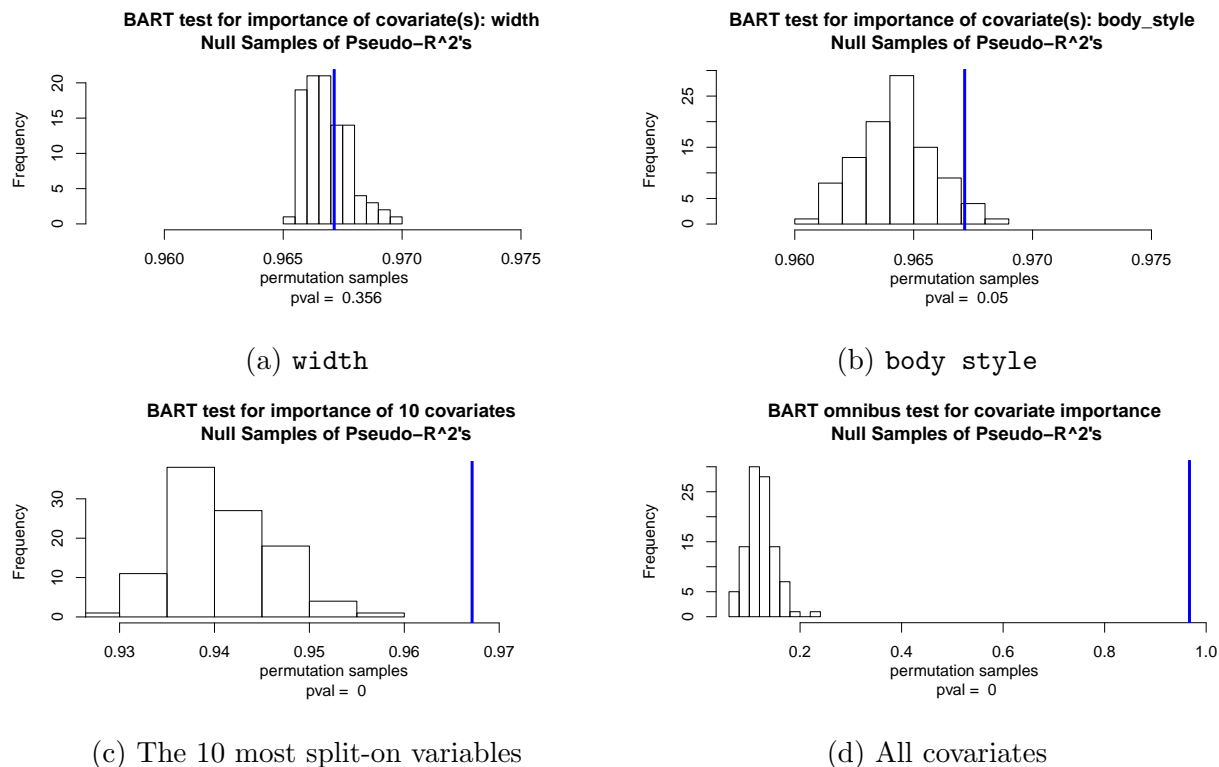 BART test for importance of covariate(s): width
Null Samples of Pseudo−R^2's
Frequency
0
5
10
15
20
0.960
0.965
0.970
0.975
permutation samples
pval = 0.356
(a) width
BART test for importance of covariate(s): body_style
Null Samples of Pseudo−R^2's
Frequency
0
5
15
25
0.960
0.965
0.970
0.975
permutation samples
pval = 0.05
(b) body style
BART test for importance of 10 covariates
Null Samples of Pseudo−R^2's
Frequency
0
10
20
30
0.93
0.94
0.95
0.96
0.97
permutation samples
pval = 0
(c) The 10 most split-on variables
BART omnibus test for covariate importance
Null Samples of Pseudo−R^2's
Frequency
0
5
15
25
0.2
0.4
0.6
0.8
1.0
permutation samples
pval = 0
(d) All covariates